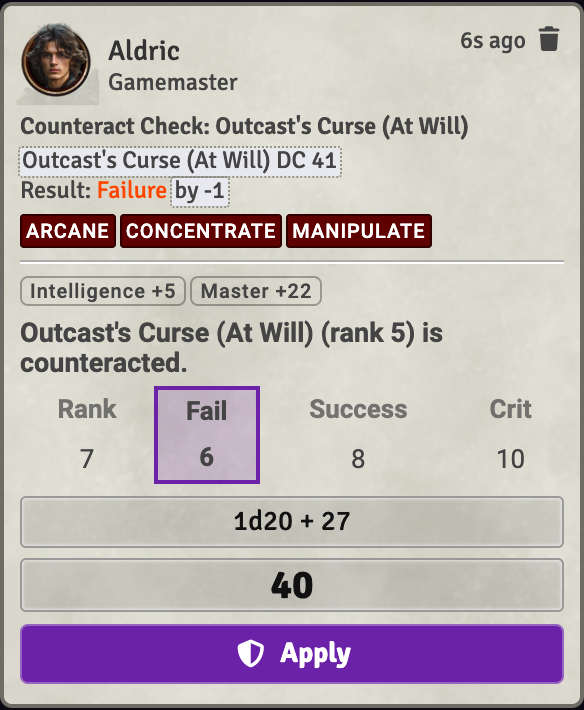 Aldric
6s ago
Gamemaster
Counteract Check: Outcast's Curse (At Will)
Outcast's Curse (At Will) DC 41
Result: Failure by -1
ARCANE CONCENTRATE MANIPULATE
Intelligence +5 Master +22
Outcast's Curse (At Will) (rank 5) is
counteracted.
Rank Fail Success Crit
7 6 8 10
1d20 + 27
40
Apply